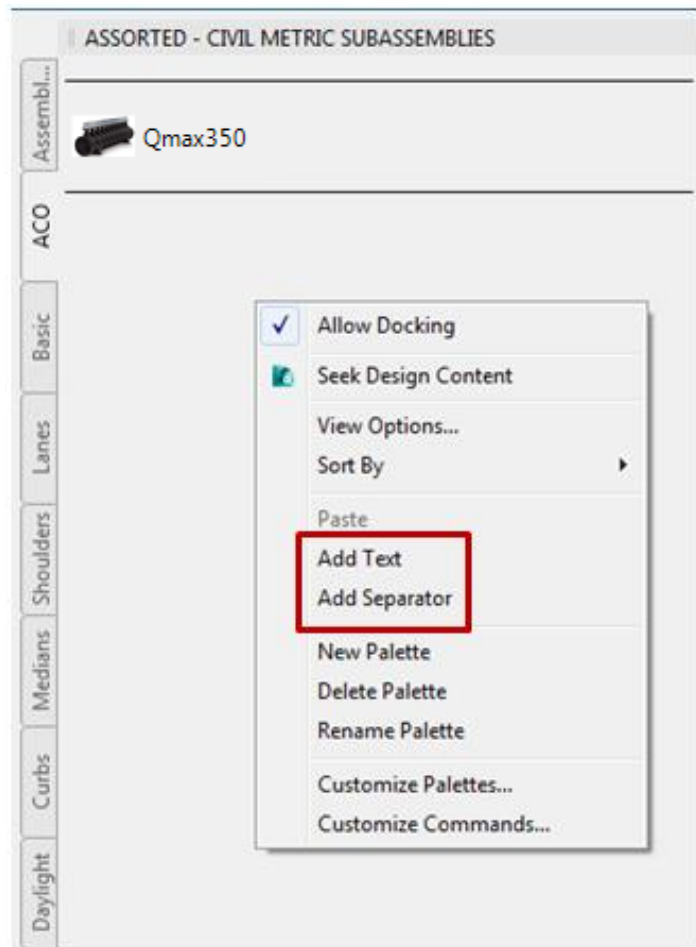 ASSORTED - CIVIL METRIC SUBASSEMBLIES
Assembl...
Qmax350
ACO
Basic
Lanes
Shoulders
Medians
Curbs
Daylight
Allow Docking
Seek Design Content
View Options...
Sort By
Paste
Add Text
Add Separator
New Palette
Delete Palette
Rename Palette
Customize Palettes...
Customize Commands...